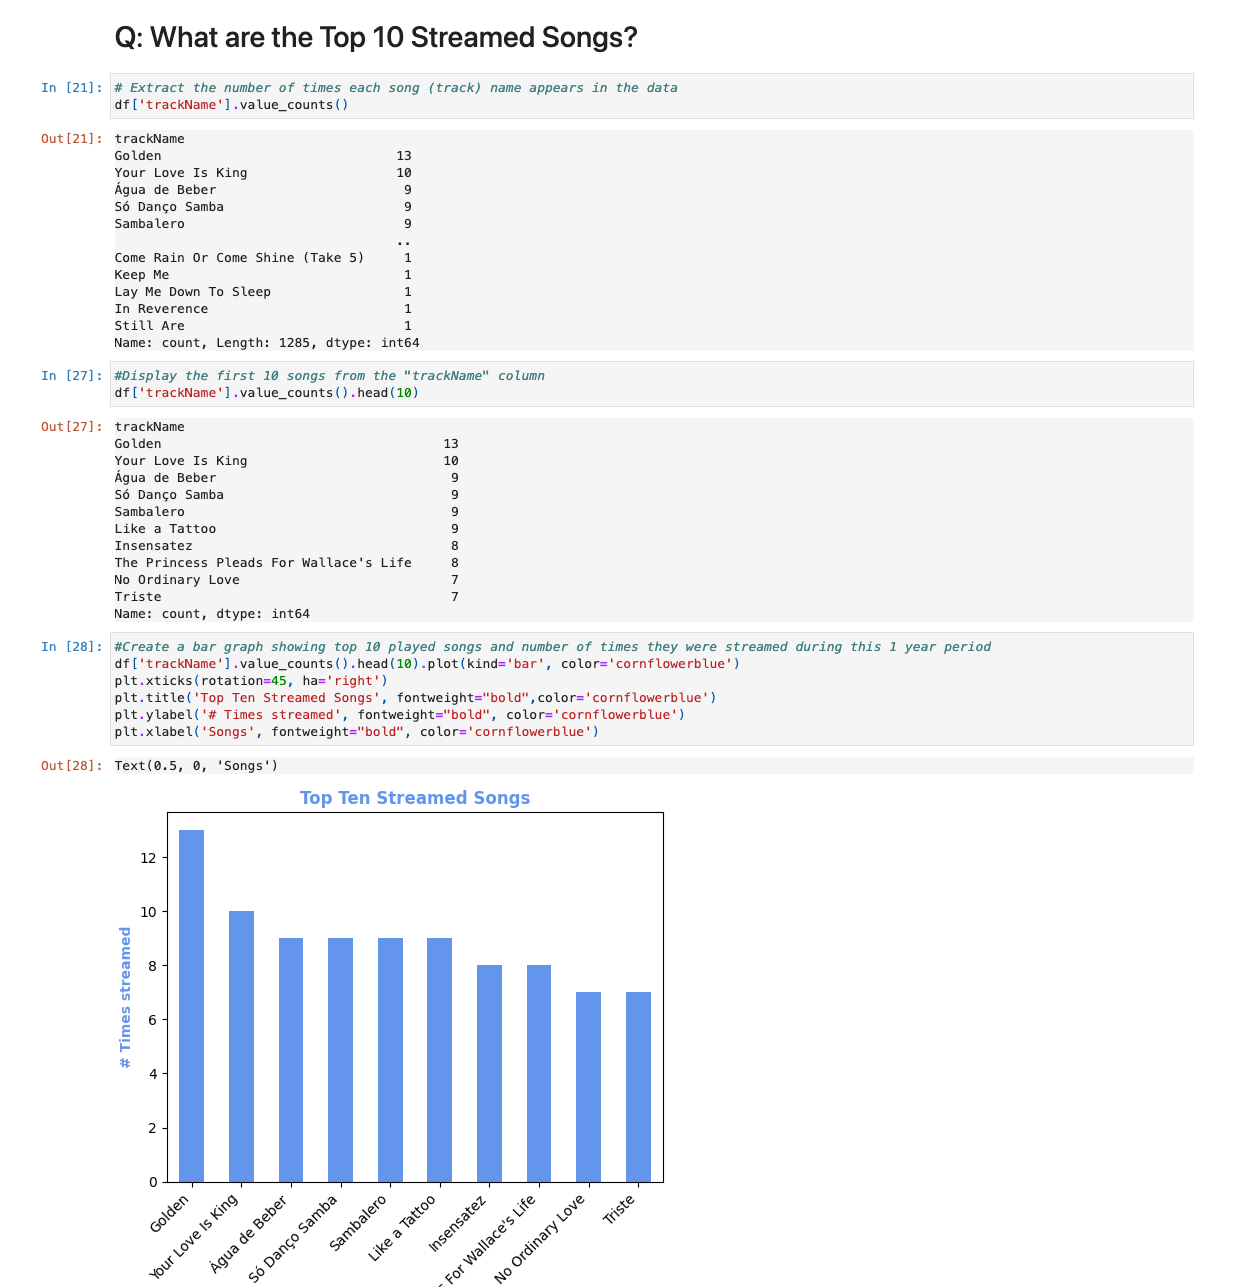 Q: What are the Top 10 Streamed Songs?
In [21]: # Extract the number of times each song (track) name appears in the data
df['trackName'].value_counts()
Out[21]: trackName
Golden 13
Your Love Is King 10
Água de Beber 9
Só Danço Samba 9
Sambalero 9
..
Come Rain Or Come Shine (Take 5) 1
Keep Me 1
Lay Me Down To Sleep 1
In Reverence 1
Still Are 1
Name: count, Length: 1285, dtype: int64
In [27]: #Display the first 10 songs from the "trackName" column
df['trackName'].value_counts().head(10)
Out[27]: trackName
Golden 13
Your Love Is King 10
Água de Beber 9
Só Danço Samba 9
Sambalero 9
Like a Tattoo 9
Insensatez 8
The Princess Pleads For Wallace's Life 8
No Ordinary Love 7
Triste 7
Name: count, dtype: int64
In [28]: #Create a bar graph showing top 10 played songs and number of times they were streamed during this 1 year period
df['trackName'].value_counts().head(10).plot(kind='bar', color='cornflowerblue')
plt.xticks(rotation=45, ha='right')
plt.title('Top Ten Streamed Songs', fontweight="bold",color='cornflowerblue')
plt.ylabel('# Times streamed', fontweight="bold", color='cornflowerblue')
plt.xlabel('Songs', fontweight="bold", color='cornflowerblue')
Out[28]: Text(0.5, 0, 'Songs')
Top Ten Streamed Songs
# Times streamed
12
10
8
6
4
2
0
Golden
Your Love Is King
Água de Beber
Só Danço Samba
Sambalero
Like a Tattoo
Insensatez
For Wallace's Life
No Ordinary Love
Triste